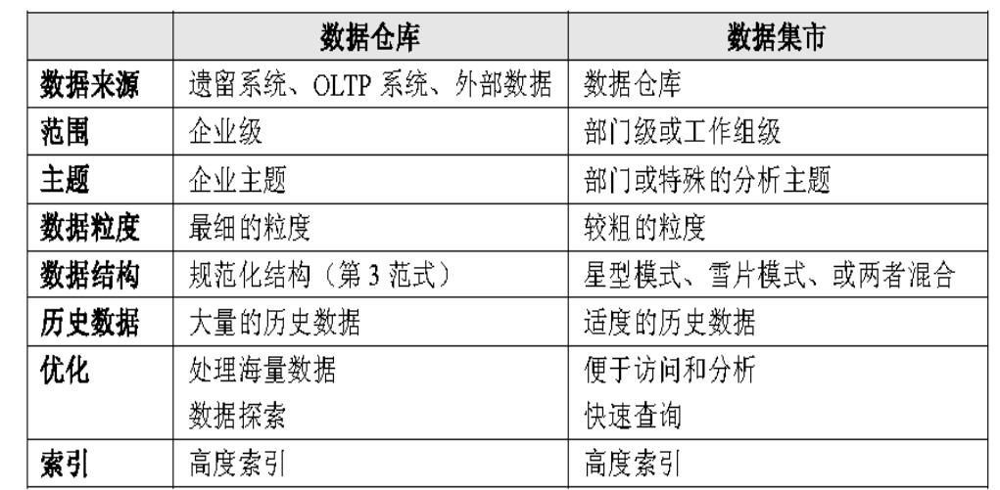 数据仓库 数据集市
数据来源 遗留系统、OLTP 系统、外部数据 数据仓库
范围 企业级 部门级或工作组级
主题 企业主题 部门或特殊的分析主题
数据粒度 最细的粒度 较粗的粒度
数据结构 规范化结构（第 3 范式） 星型模式、雪片模式、或两者混合
历史数据 大量的历史数据 适度的历史数据
优化 处理海量数据 便于访问和分析
数据探索 快速查询
索引 高度索引 高度索引